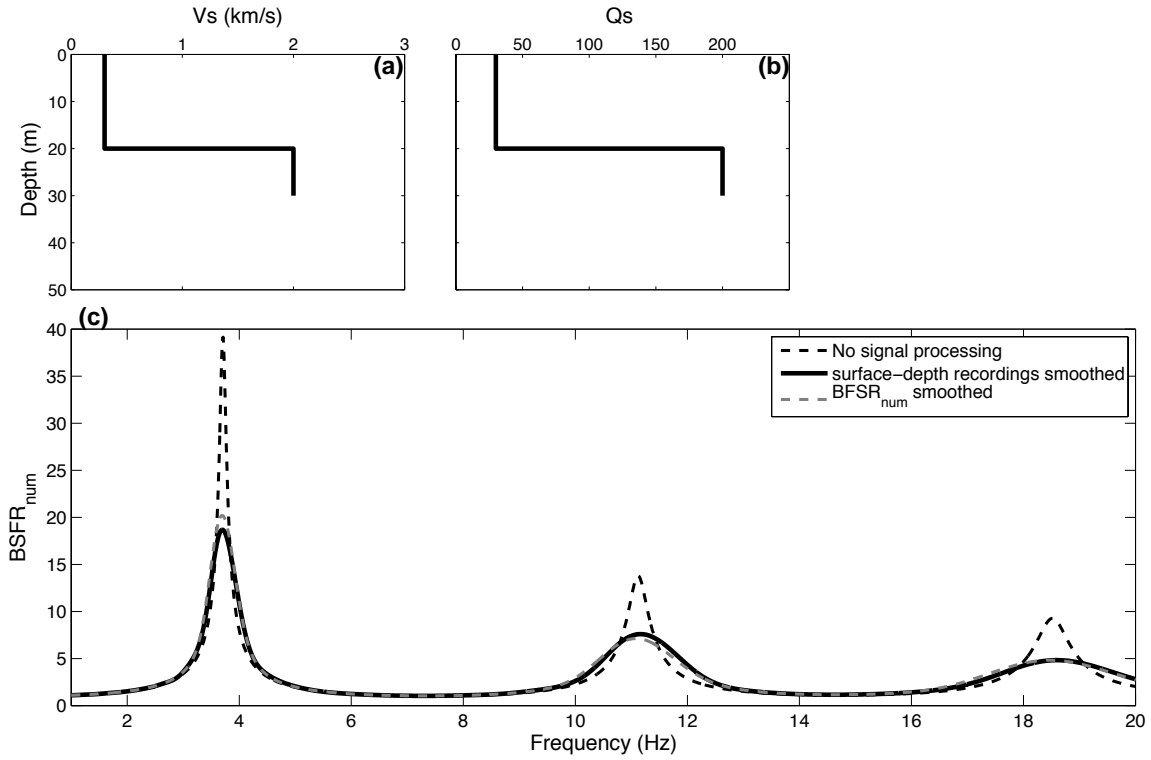 Vs (km/s)
0 1 2 3
(a)
Depth (m)
0
10
20
30
40
50
Qs
0 50 100 150 200
(b)
(c)
BSFR_num
40
35
30
25
20
15
10
5
0
No signal processing
surface-depth recordings smoothed
BFSR_num smoothed
2 4 6 8 10 12 14 16 18 20
Frequency (Hz)